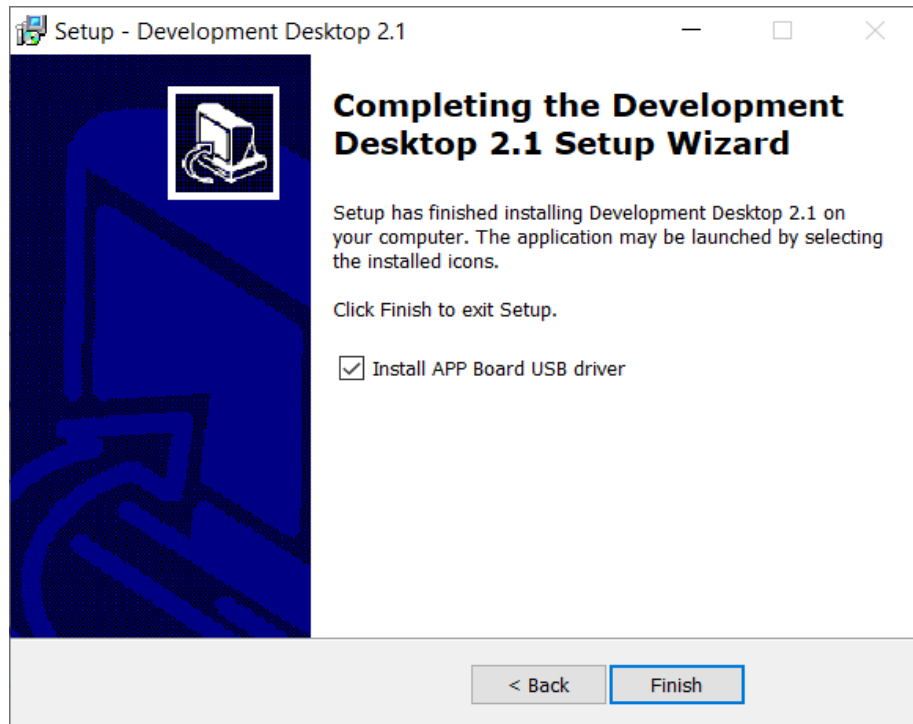 Setup - Development Desktop 2.1
Completing the Development
Desktop 2.1 Setup Wizard
Setup has finished installing Development Desktop 2.1 on
your computer. The application may be launched by selecting
the installed icons.
Click Finish to exit Setup.
Install APP Board USB driver
< Back
Finish